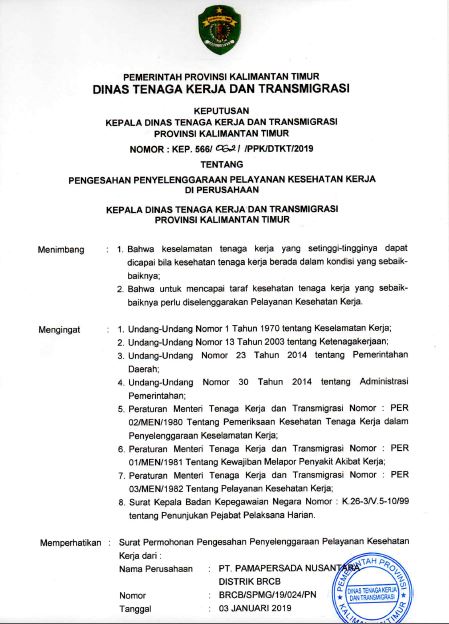 PEMERINTAH PROVINSI KALIMANTAN TIMUR
DINAS TENAGA KERJA DAN TRANSMIGRASI
KEPUTUSAN
KEPALA DINAS TENAGA KERJA DAN TRANSMIGRASI
PROVINSI KALIMANTAN TIMUR
NOMOR : KEP. 566/ /PPK/DTKT/2019
TENTANG
PENGESAHAN PENYELENGGARAAN PELAYANAN KESEHATAN KERJA
DI PERUSAHAAN
KEPALA DINAS TENAGA KERJA DAN TRANSMIGRASI
PROVINSI KALIMANTAN TIMUR
Menimbang : 1. Bahwa keselamatan tenaga kerja yang setinggi-tingginya dapat
dicapai bila kesehatan tenaga kerja berada dalam kondisi yang sebaik-
baiknya;
2. Bahwa untuk mencapai taraf kesehatan tenaga kerja yang sebaik-
baiknya perlu diselenggarakan Pelayanan Kesehatan Kerja.
Mengingat : 1. Undang-Undang Nomor 1 Tahun 1970 tentang Keselamatan Kerja;
2. Undang-Undang Nomor 13 Tahun 2003 tentang Ketenagakerjaan;
3. Undang-Undang Nomor 23 Tahun 2014 tentang Pemerintahan
Daerah;
4. Undang-Undang Nomor 30 Tahun 2014 tentang Administrasi
Pemerintahan;
5. Peraturan Menteri Tenaga Kerja dan Transmigrasi Nomor : PER
02/MEN/1980 Tentang Pemeriksaan Kesehatan Tenaga Kerja dalam
Penyelenggaraan Keselamatan Kerja;
6. Peraturan Menteri Tenaga Kerja dan Transmigrasi Nomor : PER
01/MEN/1981 Tentang Kewajiban Melapor Penyakit Akibat Kerja;
7. Peraturan Menteri Tenaga Kerja dan Transmigrasi Nomor : PER
03/MEN/1982 Tentang Pelayanan Kesehatan Kerja;
8. Surat Kepala Badan Kepegawaian Negara Nomor : K.26-3/V.5-10/99
tentang Penunjukan Pejabat Pelaksana Harian.
Memperhatikan : Surat Permohonan Pengesahan Penyelenggaraan Pelayanan Kesehatan
Kerja dari :
Nama Perusahaan : PT. PAMAPERSADA NUSANTARA
DISTRIK BRCB
Nomor : BRCB/SPMG/19/024/PN
Tanggal : 03 JANUARI 2019
PEMERINTAH PROVINSI
DINAS TENAGA KERJA
DAN TRANSMIGRASI
KALIMANTAN TIMUR